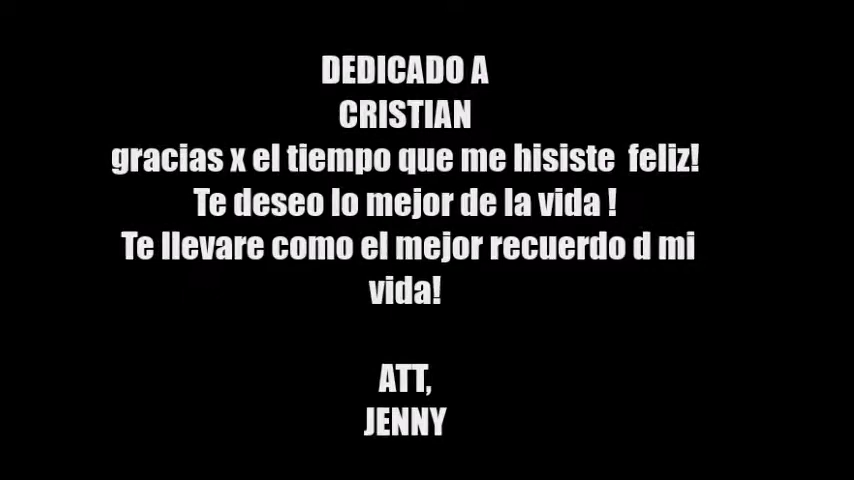 DEDICADO A
CRISTIAN
gracias x el tiempo que me hisiste feliz!
Te deseo lo mejor de la vida !
Te llevare como el mejor recuerdo d mi
vida!
ATT,
JENNY